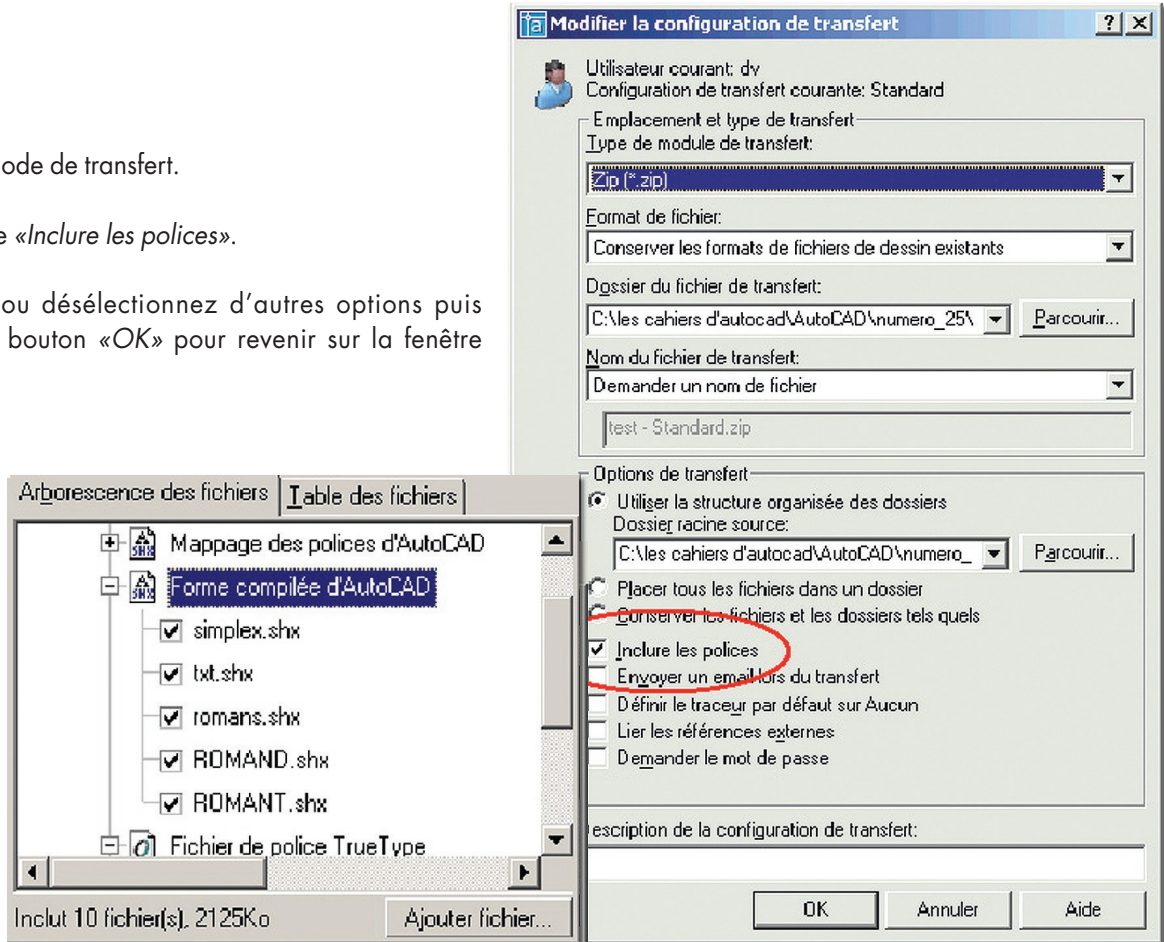 ode de transfert.
e «Inclure les polices».
ou désélectionnez d'autres options puis
bouton «OK» pour revenir sur la fenêtre
Modifier la configuration de transfert
Utilisateur courant: dv
Configuration de transfert courante: Standard
Emplacement et type de transfert
Type de module de transfert:
Zip (*.zip)
Format de fichier:
Conserver les formats de fichiers de dessin existants
Dossier du fichier de transfert:
C:\les cahiers d'autocad\AutoCAD\numero_25\ Parcourir...
Nom du fichier de transfert:
Demander un nom de fichier
test - Standard.zip
Options de transfert
Utiliser la structure organisée des dossiers
Dossier racine source:
C:\les cahiers d'autocad\AutoCAD\numero_ Parcourir...
Placer tous les fichiers dans un dossier
Conserver les fichiers et les dossiers tels quels
Inclure les polices
Envoyer un email lors du transfert
Définir le traceur par défaut sur Aucun
Lier les références externes
Demander le mot de passe
escription de la configuration de transfert:
OK Annuler Aide
Arborescence des fichiers Table des fichiers
Mappage des polices d'AutoCAD
Forme compilée d'AutoCAD
simplex.shx
txt.shx
romans.shx
ROMAND.shx
ROMANT.shx
Fichier de police TrueType
Inclut 10 fichier(s), 2125Ko Ajouter fichier...